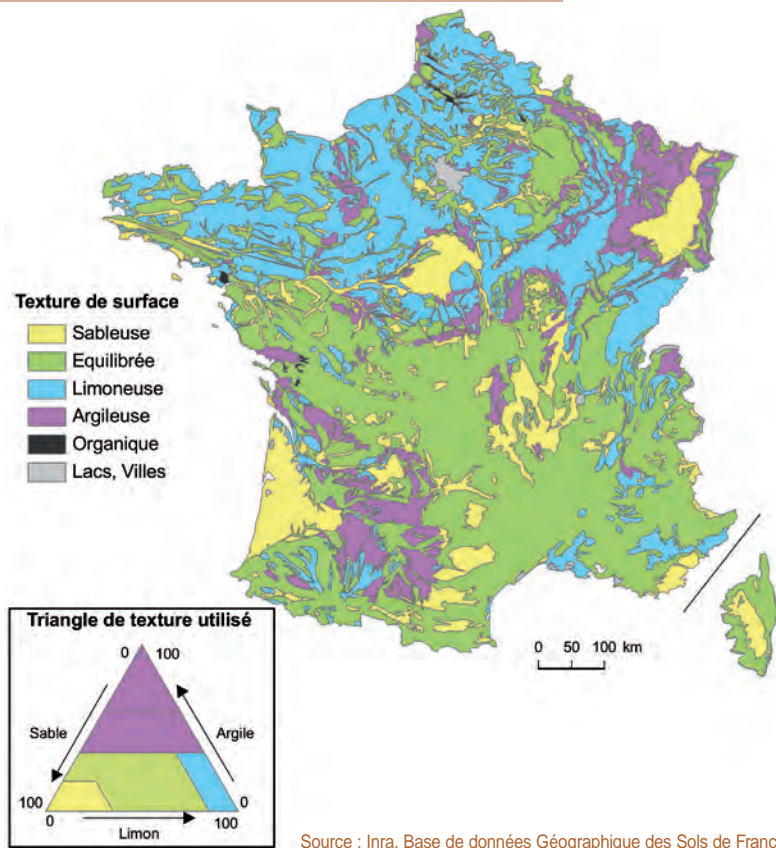 Texture de surface
Sableuse
Equilibrée
Limoneuse
Argileuse
Organique
Lacs, Villes
0 50 100 km
Triangle de texture utilisé
0 100
Sable
Argile
100
0
0
100
Limon
Source : Inra, Base de données Géographique des Sols de Franc